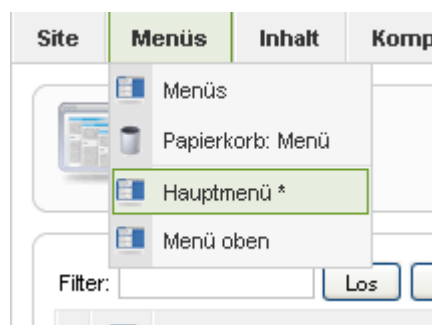 Site Menüs Inhalt Komp
Menüs
Papierkorb: Menü
Hauptmenü *
Menü oben
Filter: Los